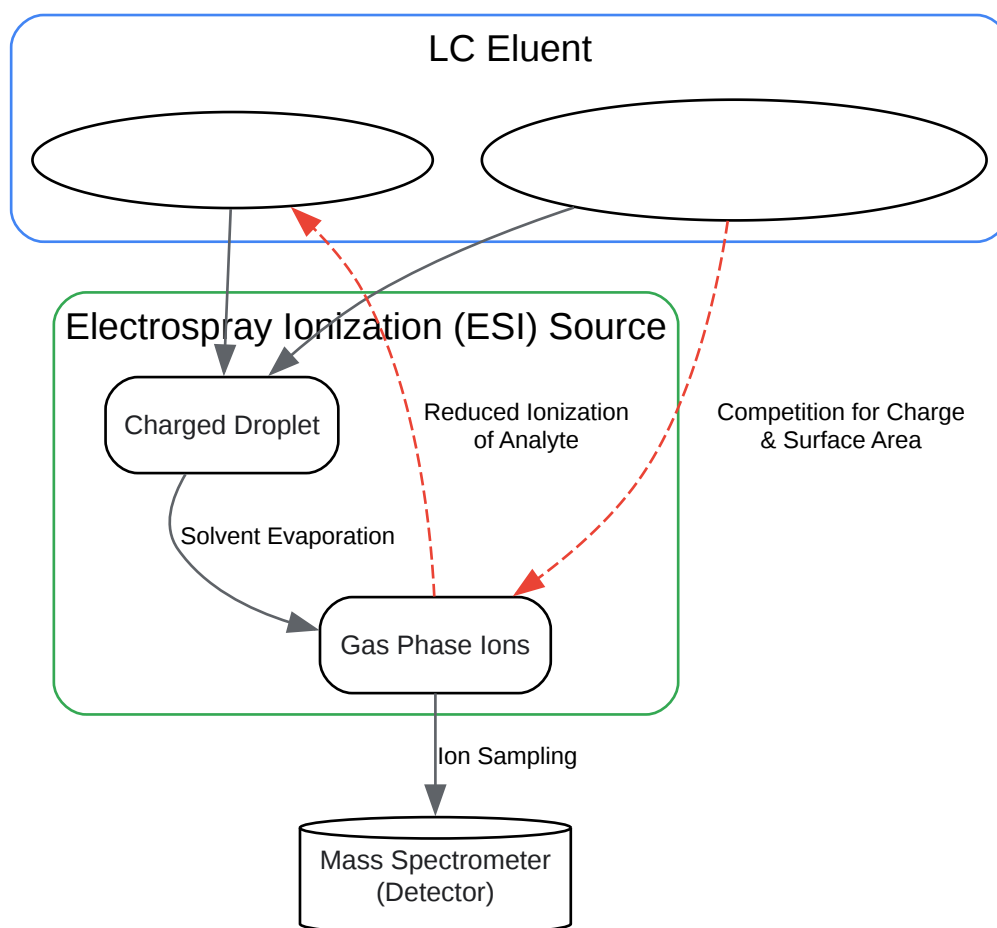 LC Eluent
Electrospray Ionization (ESI) Source
Charged Droplet
Reduced Ionization
of Analyte
Competition for Charge
& Surface Area
Solvent Evaporation
Gas Phase Ions
Ion Sampling
Mass Spectrometer
(Detector)